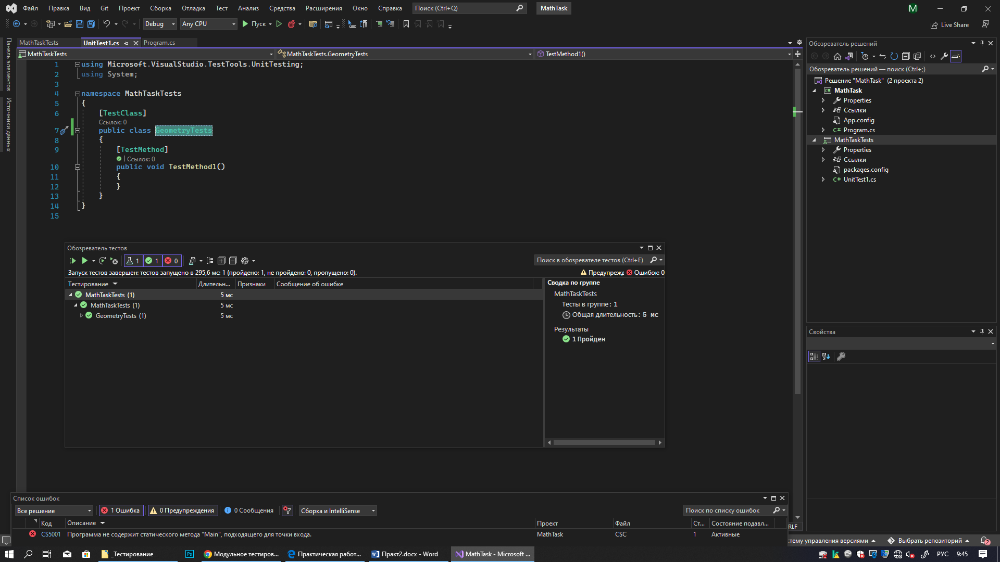 Файл Правка Вид Git Проект Сборка Отладка Тест Анализ Средства Расширения Окно Справка Поиск (Ctrl+Q) MathTask M
Debug Any CPU Пуск Live Share
Панель элементов
Источники данных
MathTaskTests UnitTest1.cs Program.cs
MathTaskTests MathTaskTests.GeometryTests TestMethod1()
1 using Microsoft.VisualStudio.TestTools.UnitTesting;
2 using System;
3
4 namespace MathTaskTests
5 {
6 [TestClass]
Ссылок: 0
7 public class GeometryTests
8 {
9 [TestMethod]
| Ссылок: 0
10 public void TestMethod1()
11 {
12 }
13 }
14 }
15
Обозреватель тестов
1 1 0 Поиск в обозревателе тестов (Ctrl+E)
Запуск тестов завершен: тестов запущено в 295,6 мс: 1 (пройдено: 1, не пройдено: 0, пропущено: 0). Предупрежд Ошибок: 0
Тестирование Длительн... Признаки Сообщение об ошибке
MathTaskTests (1) 5 мс
MathTaskTests (1) 5 мс
GeometryTests (1) 5 мс
Сводка по группе
MathTaskTests
Тесты в группе: 1
Общая длительность: 5 мс
Результаты
1 Пройден
Обозреватель решений
Обозреватель решений — поиск (Ctrl+;)
Решение "MathTask" (2 проекта 2)
MathTask
Properties
Ссылки
App.config
C# Program.cs
MathTaskTests
Properties
Ссылки
packages.config
C# UnitTest1.cs
Свойства
Список ошибок
Все решение 1 Ошибка 0 Предупреждения 0 Сообщения Сборка и IntelliSense Поиск по списку ошибок
Код Описание Проект Файл Ст... Состояние подавл...
CS5001 Программа не содержит статического метода "Main", подходящего для точки входа. MathTask CSC 1 Активные
RLF
стему управления версиями Выбрать репозиторий 2
_Тестирование Ps Модульное тестиров... Практическая работ... Практ2.docx - Word MathTask - Microsoft ... РУС 9:45